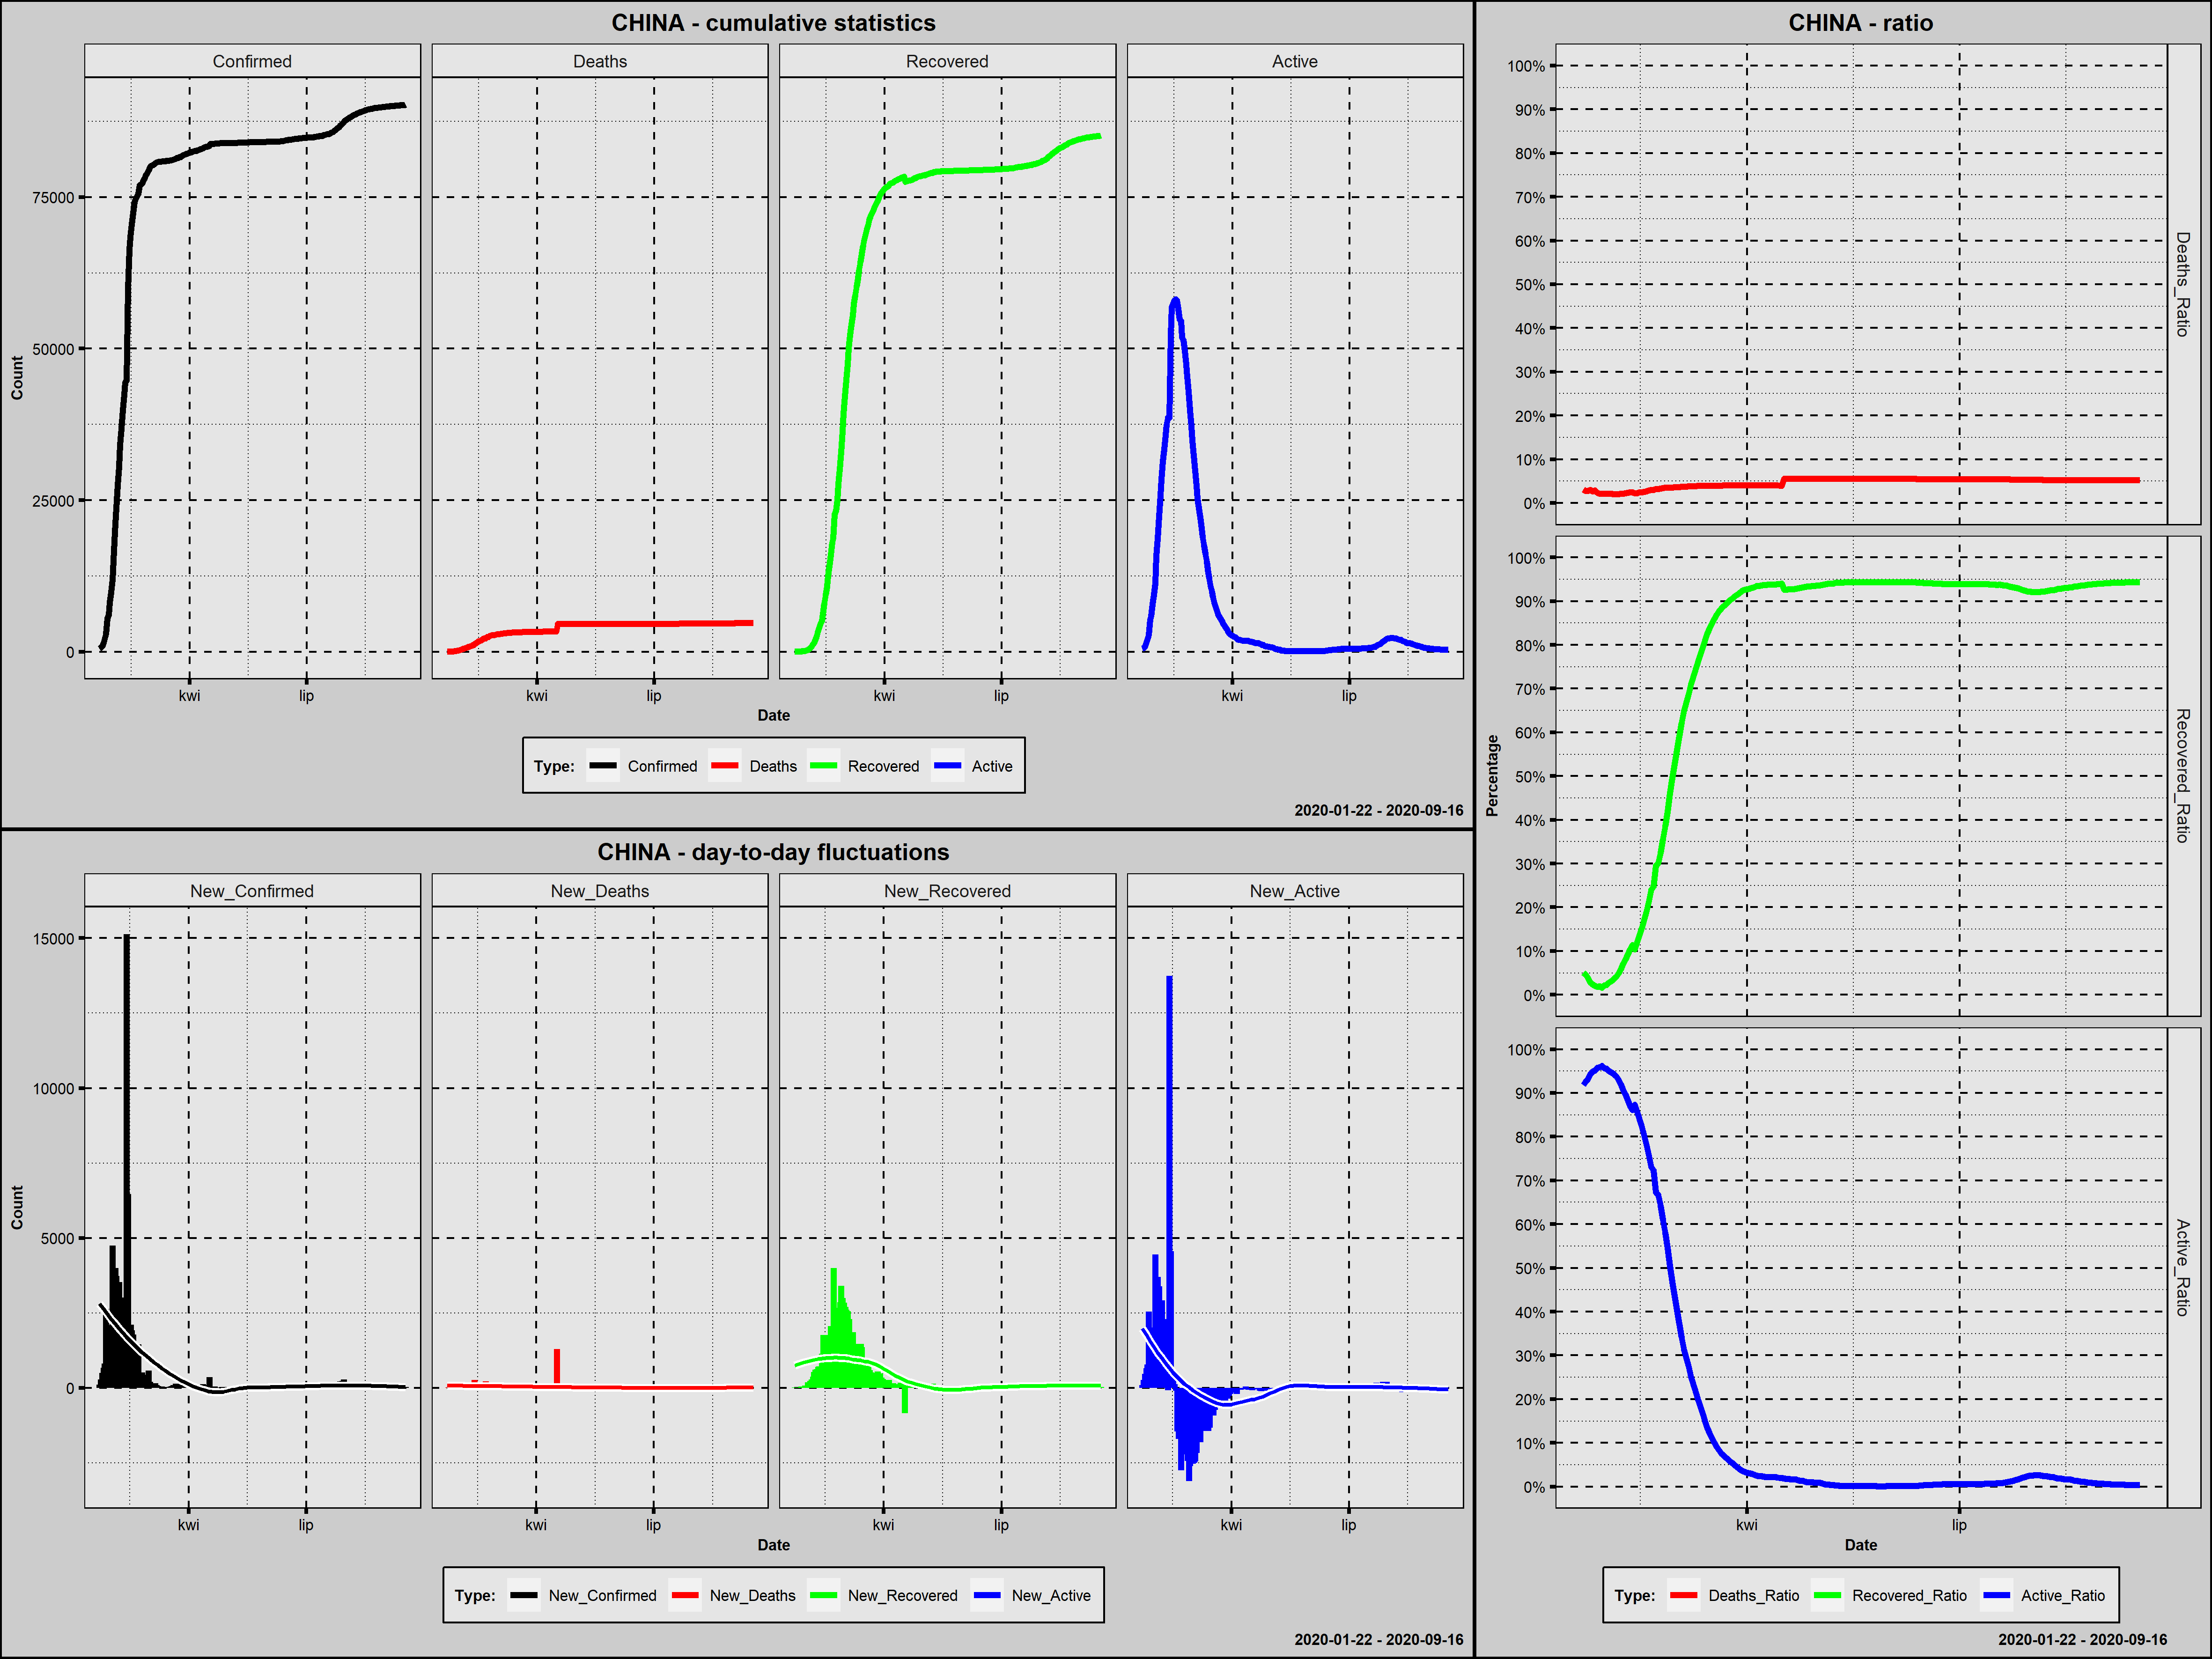 CHINA - cumulative statistics
Confirmed Deaths Recovered Active
Count
75000
50000
25000
0
kwi lip kwi lip kwi lip kwi lip
Date
Type: Confirmed Deaths Recovered Active
2020-01-22 - 2020-09-16
CHINA - day-to-day fluctuations
New_Confirmed New_Deaths New_Recovered New_Active
Count
15000
10000
5000
0
kwi lip kwi lip kwi lip kwi lip
Date
Type: New_Confirmed New_Deaths New_Recovered New_Active
2020-01-22 - 2020-09-16
CHINA - ratio
Percentage
100%
90%
80%
70%
60%
50%
40%
30%
20%
10%
0%
Deaths_Ratio
100%
90%
80%
70%
60%
50%
40%
30%
20%
10%
0%
Recovered_Ratio
100%
90%
80%
70%
60%
50%
40%
30%
20%
10%
0%
Active_Ratio
kwi lip
Date
Type: Deaths_Ratio Recovered_Ratio Active_Ratio
2020-01-22 - 2020-09-16